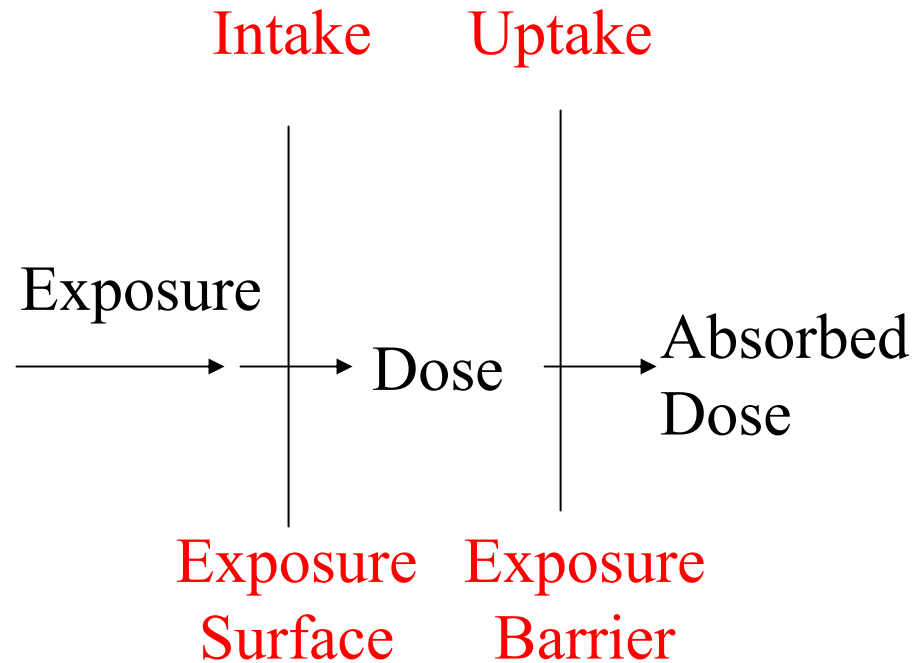 Intake
Uptake
Exposure
Dose
Absorbed
Dose
Exposure
Surface
Exposure
Barrier